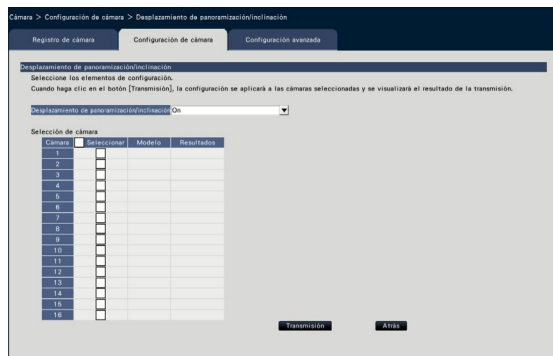 Cámara > Configuración de cámara > Desplazamiento de panoramización/inclinación
Registro de cámara Configuración de cámara Configuración avanzada
Desplazamiento de panoramización/inclinación
Seleccione los elementos de configuración.
Cuando haga clic en el botón [Transmisión], la configuración se aplicará a las cámaras seleccionadas y se visualizará el resultado de la transmisión.
Desplazamiento de panoramización/inclinación On
Selección de cámara
Cámara Seleccionar Modelo Resultados
1
2
3
4
5
6
7
8
9
10
11
12
13
14
15
16
Transmisión Atrás